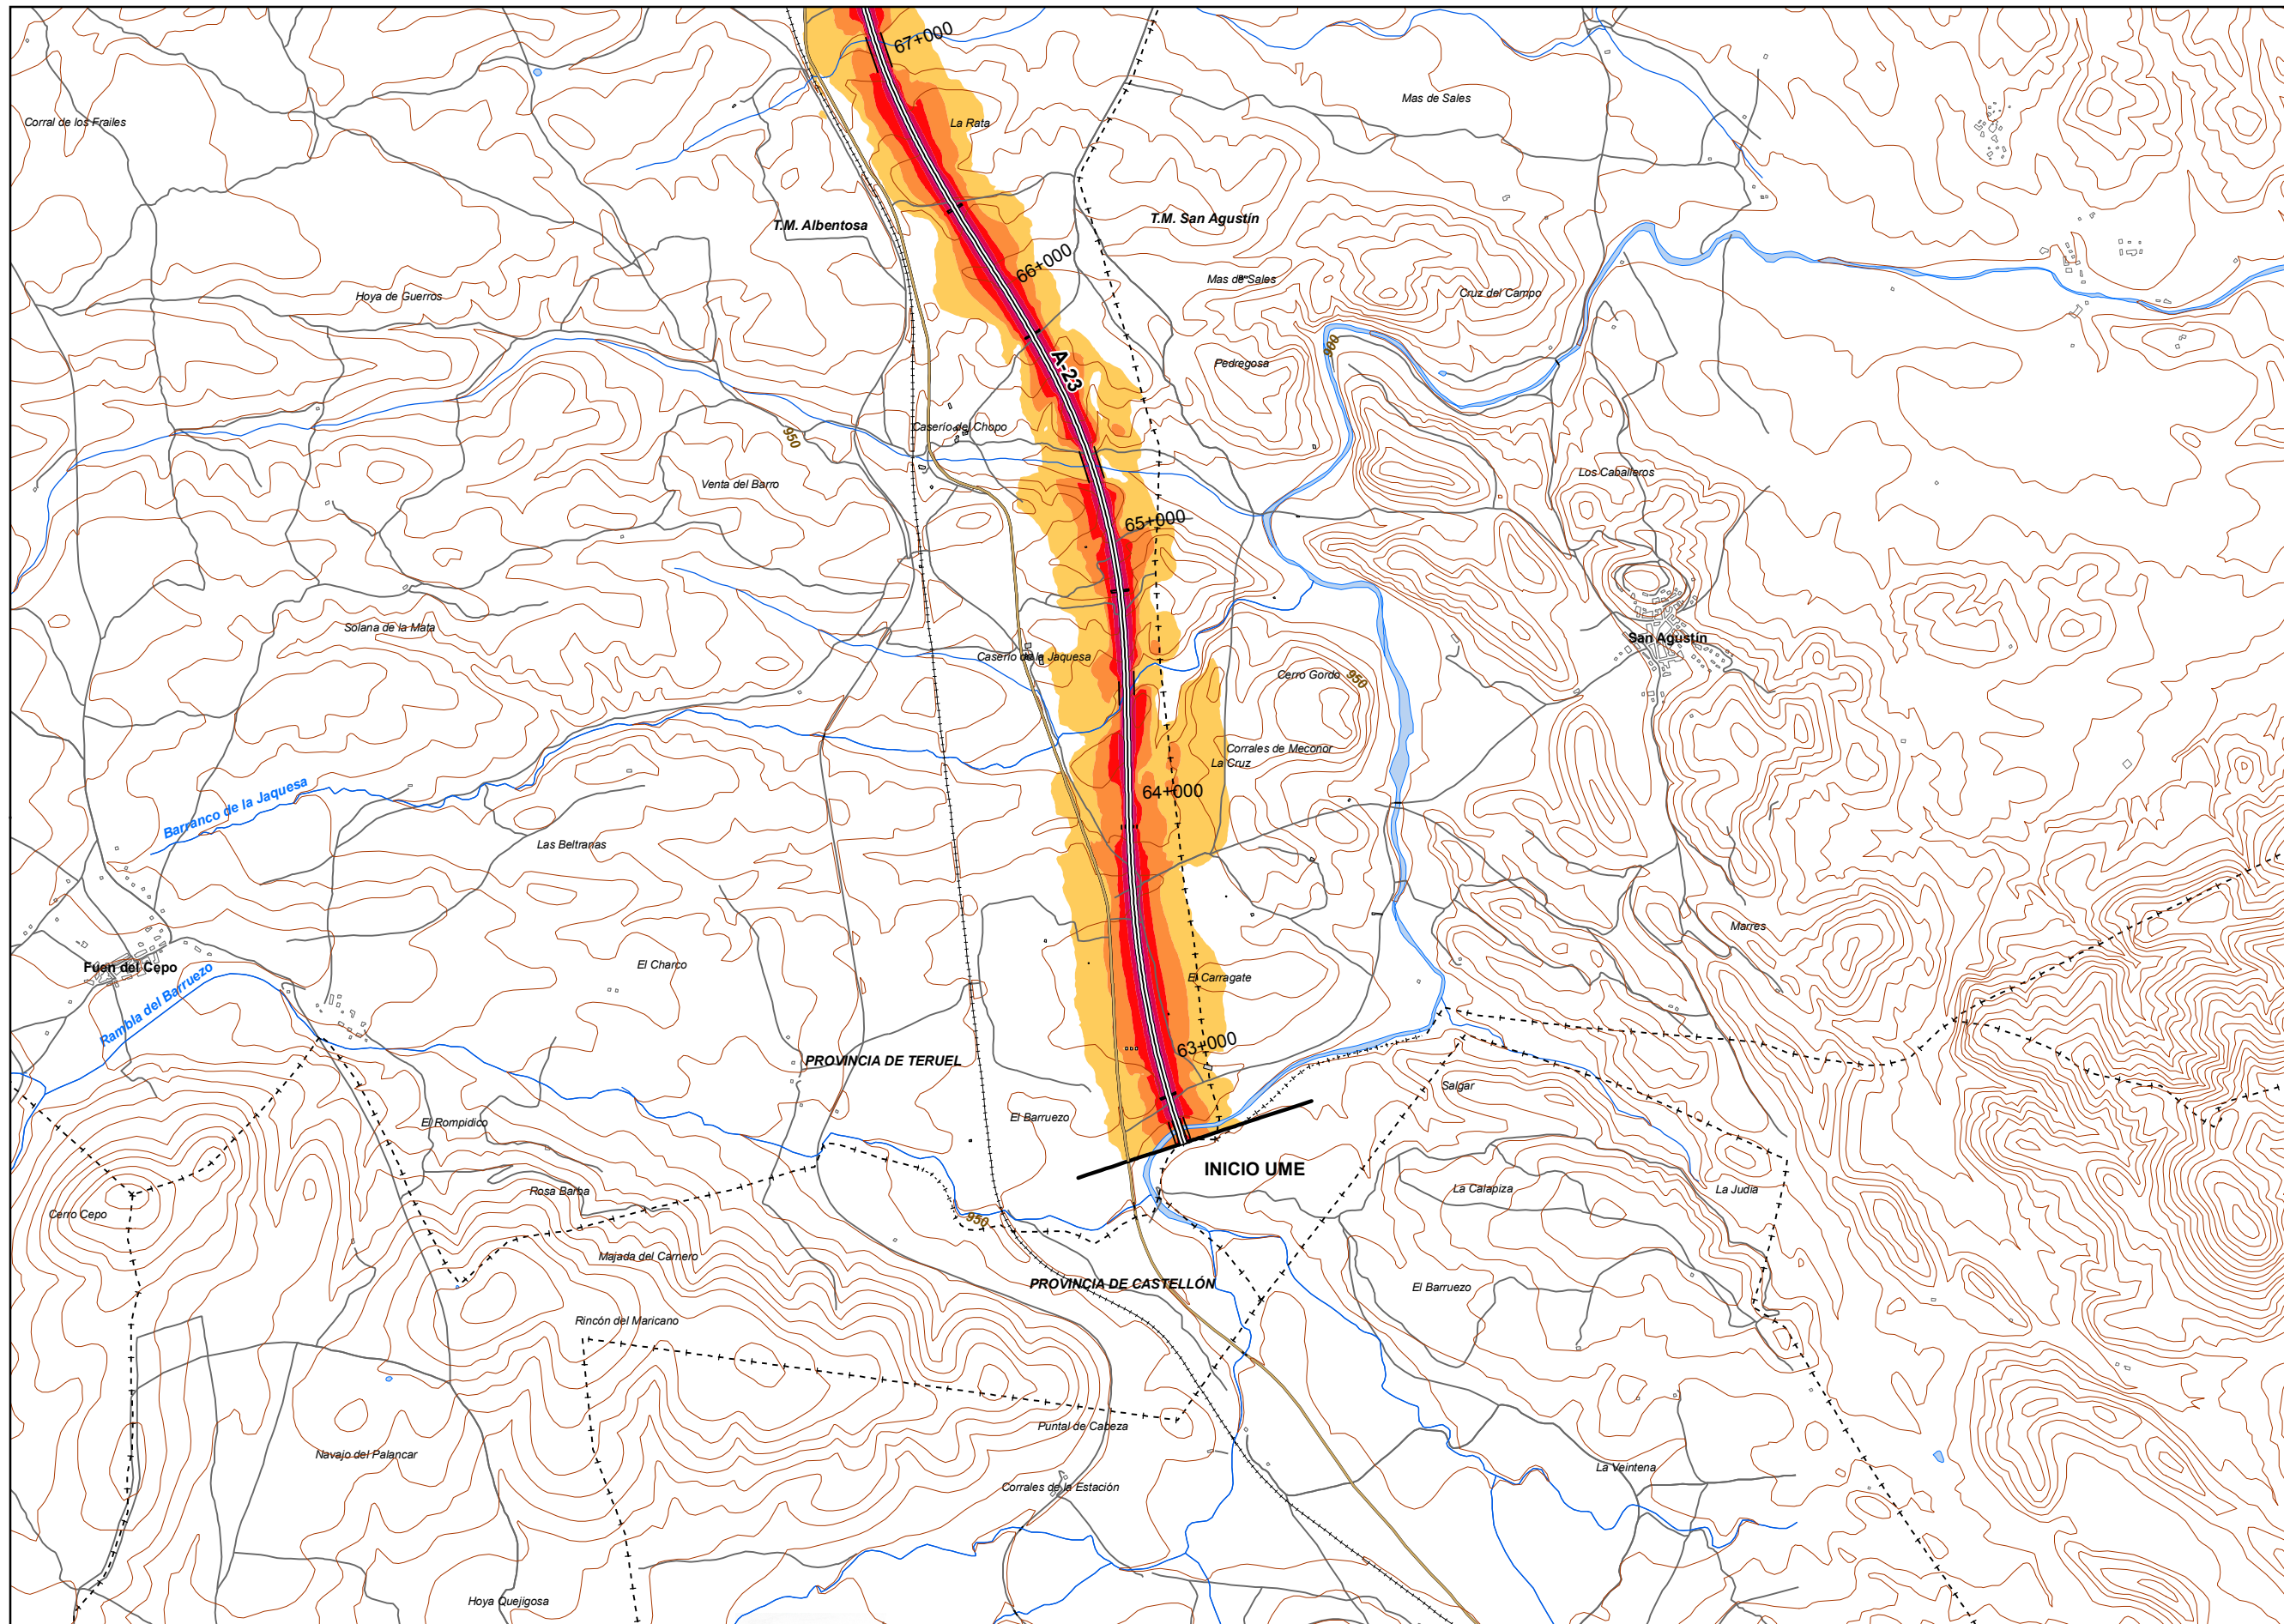 67+000
Mas de Sales
Corral de los Frailes
La Rata
T.M. Albentosa
T.M. San Agustín
66+000
Mas de Sales
Hoya de Guerros
Cruz del Campo
900
A-23
Pedregosa
Caserío del Chopo
950
Los Caballeros
Venta del Barro
65+000
Solana de la Mata
San Agustín
Caserío de la Jaquesa
Cerro Gordo
950
Corrales de Meconor
La Cruz
64+000
Barranco de la Jaquesa
Las Beltranas
Marres
El Charco
Fuen del Cepo
El Carragate
Rambla del Barruezo
63+000
PROVINCIA DE TERUEL
Salgar
El Barruezo
El Rompidico
INICIO UME
Rosa Barba
La Calapiza
La Judia
Cerro Cepo
950
Majada del Carnero
PROVINCIA DE CASTELLÓN
El Barruezo
Rincón del Maricano
Puntal de Cabeza
Navajo del Palancar
La Veintena
Corrales de la Estación
Hoya Quejigosa